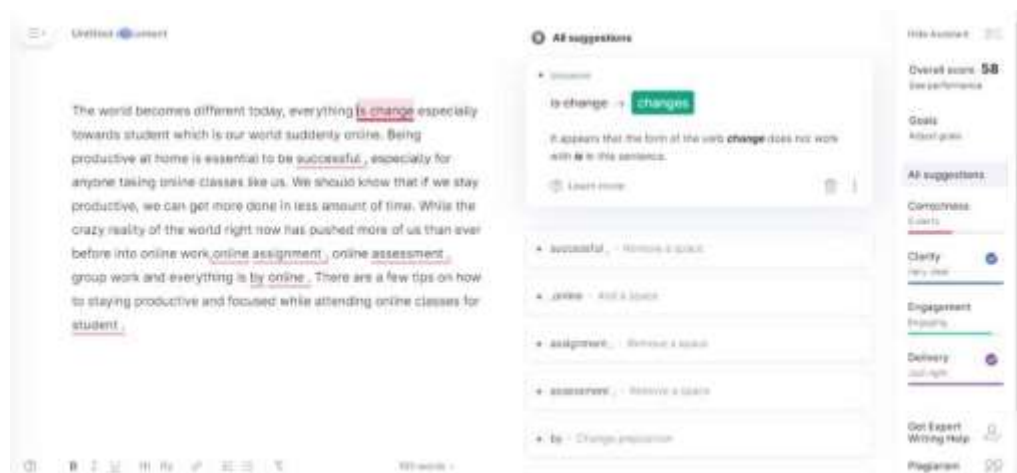 Untitled document
The world becomes different today, everything is change especially
towards student which is our world suddenly online. Being
productive at home is essential to be successful , especially for
anyone taking online classes like us. We should know that if we stay
productive, we can get more done in less amount of time. While the
crazy reality of the world right now has pushed more of us than ever
before into online work,online assignment , online assessment ,
group work and everything is by online . There are a few tips on how
to staying productive and focused while attending online classes for
student .
B I U H1 H2
words
All suggestions
is change → changes
It appears that the form of the verb change does not work
with is in this sentence.
Learn more
successful , · Remove a space
,online · Add a space
assignment , · Remove a space
assessment , · Remove a space
by · Change preposition
Hide Assistant
Overall score 58
See performance
Goals
Adjust goals
All suggestions
Correctness
Clarity
Very clear
Engagement
Engaging
Delivery
Just right
Get Expert
Writing Help
Plagiarism